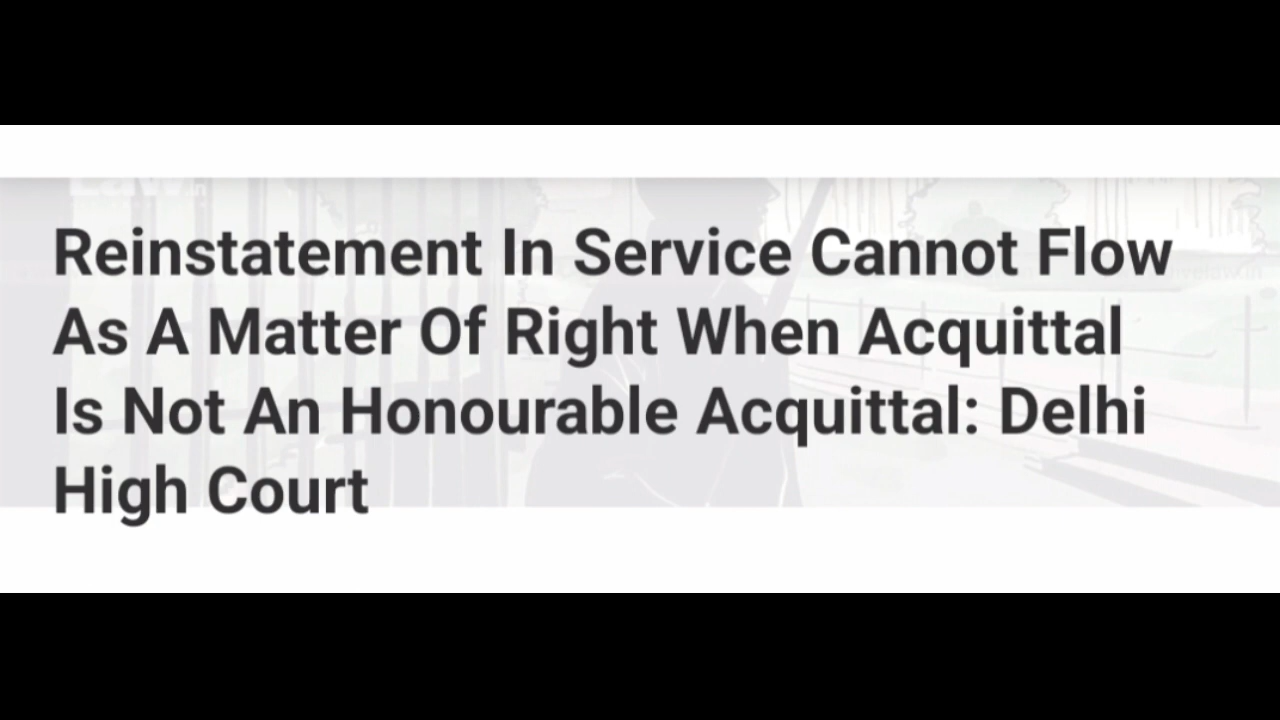 Reinstatement In Service Cannot Flow
As A Matter Of Right When Acquittal
Is Not An Honourable Acquittal: Delhi
High Court